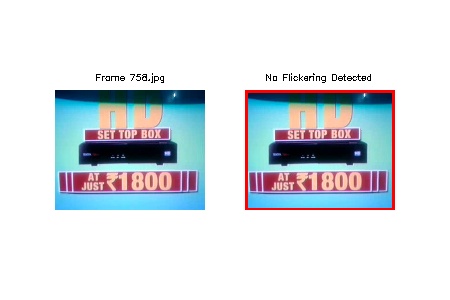 Frame 758.jpg
No Flickering Detected
HD
SET TOP BOX
AT JUST ₹1800
HD
SET TOP BOX
AT JUST ₹1800